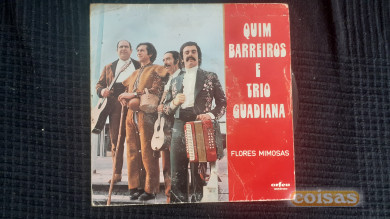 QUIM
BARREIROS
E
TRIO
GUADIANA
FLORES MIMOSAS
orfeu
coisas